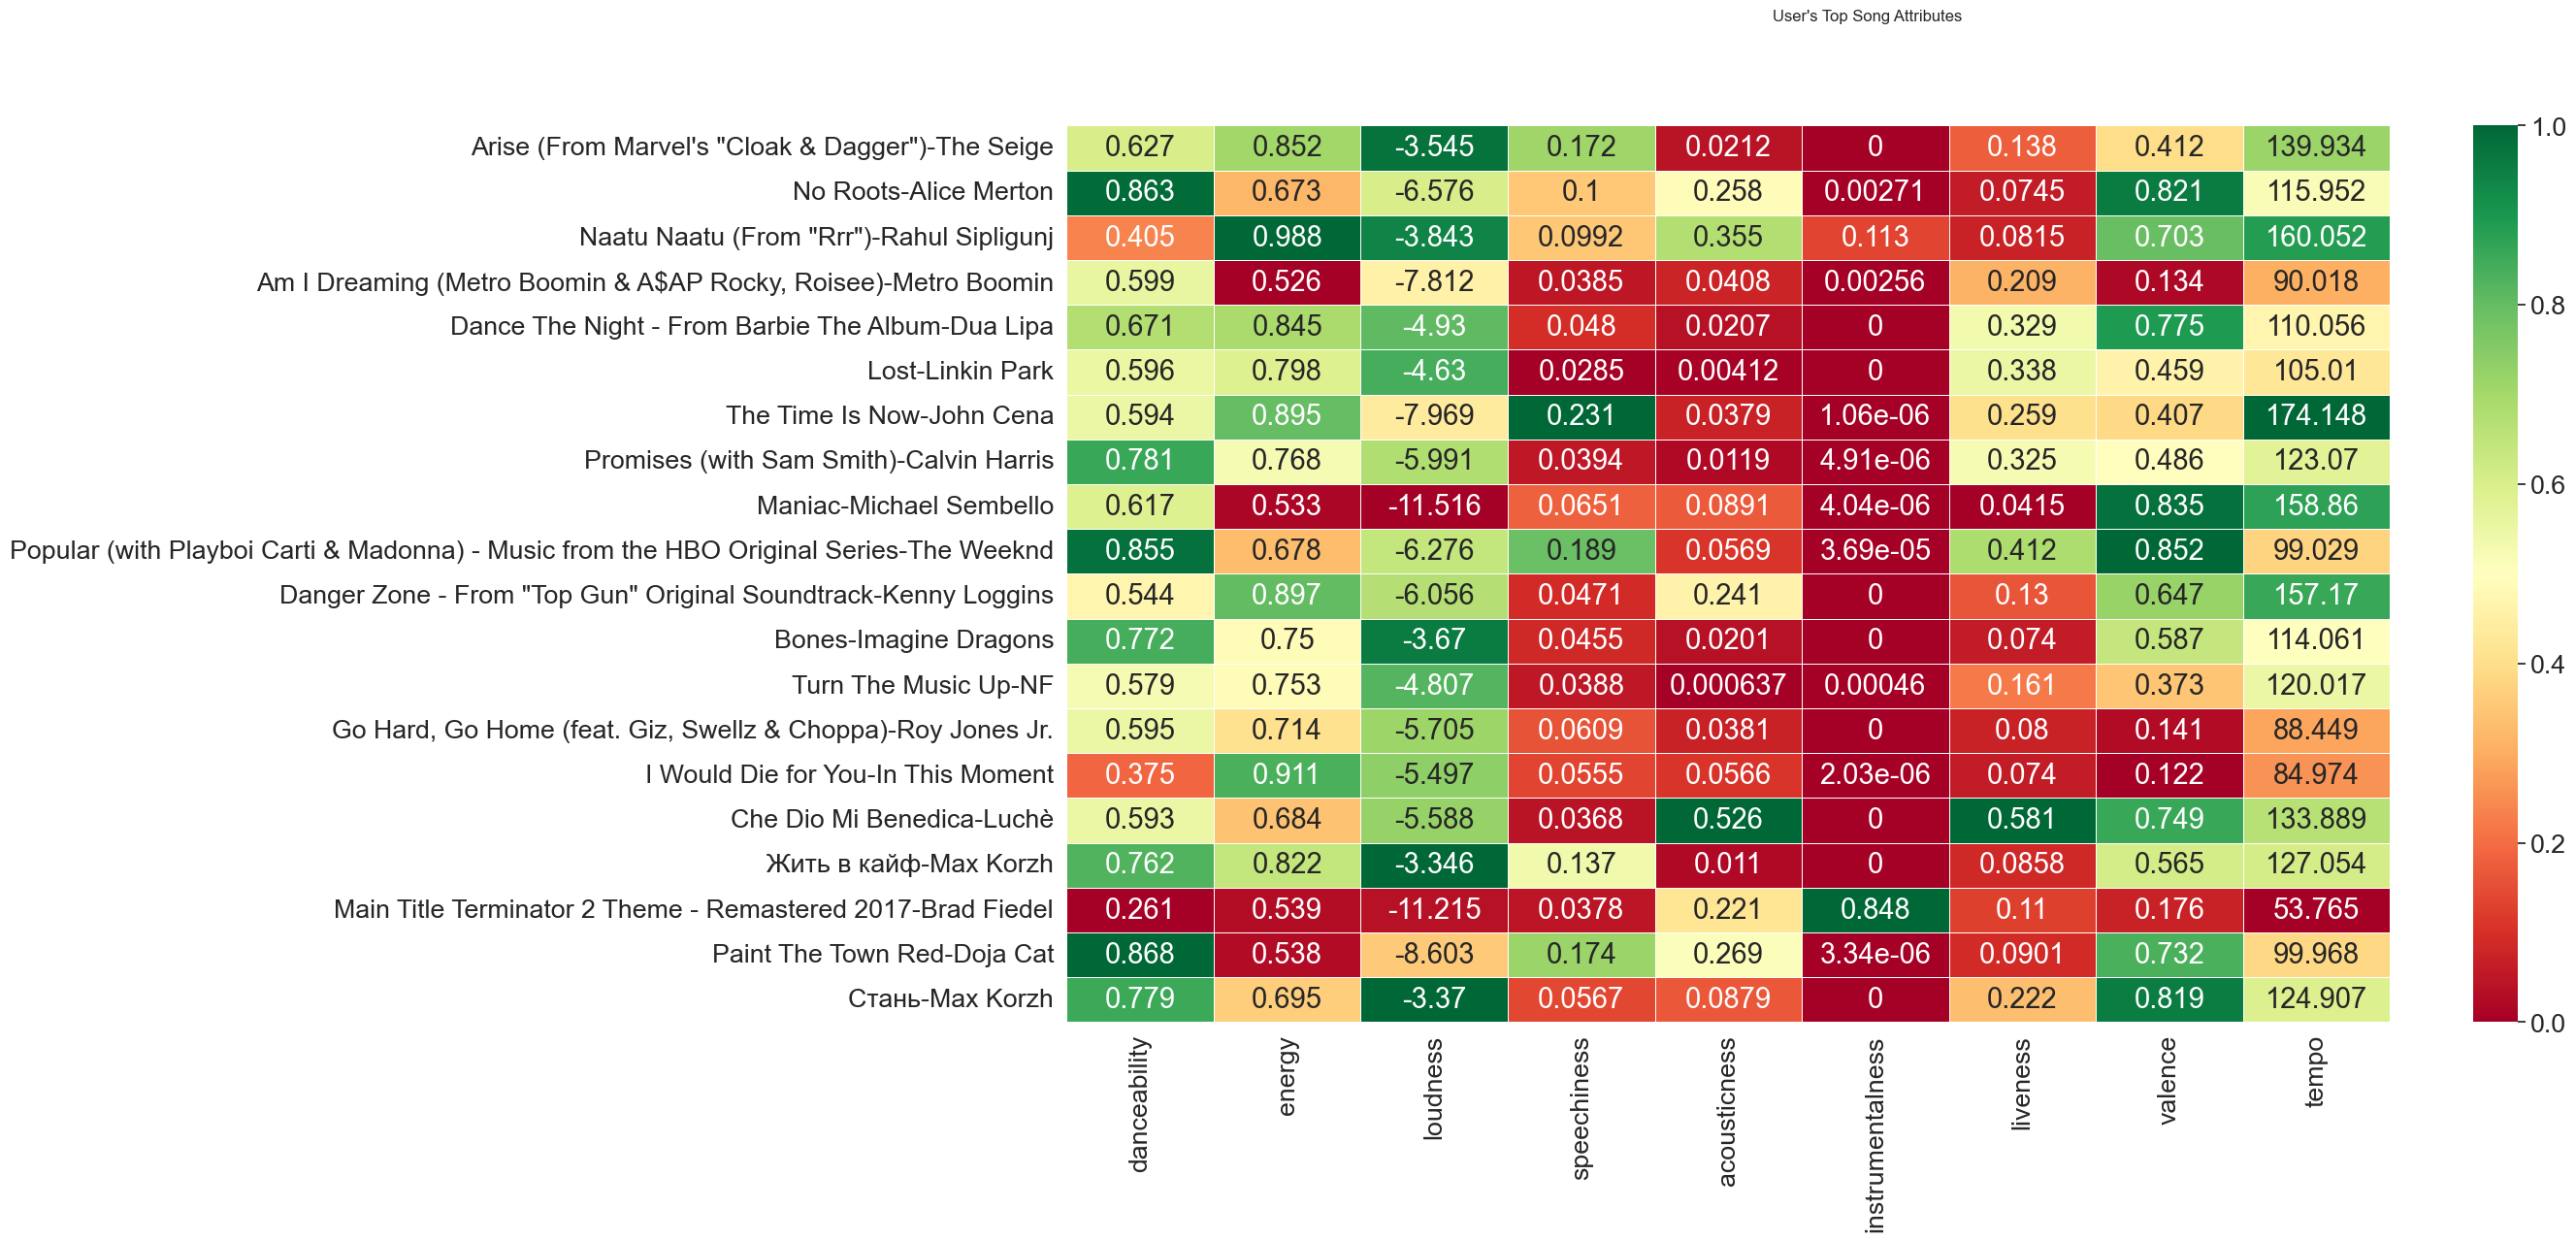 User's Top Song Attributes
Arise (From Marvel's "Cloak & Dagger")-The Seige 0.627 0.852 -3.545 0.172 0.0212 0 0.138 0.412 139.934
No Roots-Alice Merton 0.863 0.673 -6.576 0.1 0.258 0.00271 0.0745 0.821 115.952
Naatu Naatu (From "Rrr")-Rahul Sipligunj 0.405 0.988 -3.843 0.0992 0.355 0.113 0.0815 0.703 160.052
Am I Dreaming (Metro Boomin & A$AP Rocky, Roisee)-Metro Boomin 0.599 0.526 -7.812 0.0385 0.0408 0.00256 0.209 0.134 90.018
Dance The Night - From Barbie The Album-Dua Lipa 0.671 0.845 -4.93 0.048 0.0207 0 0.329 0.775 110.056
Lost-Linkin Park 0.596 0.798 -4.63 0.0285 0.00412 0 0.338 0.459 105.01
The Time Is Now-John Cena 0.594 0.895 -7.969 0.231 0.0379 1.06e-06 0.259 0.407 174.148
Promises (with Sam Smith)-Calvin Harris 0.781 0.768 -5.991 0.0394 0.0119 4.91e-06 0.325 0.486 123.07
Maniac-Michael Sembello 0.617 0.533 -11.516 0.0651 0.0891 4.04e-06 0.0415 0.835 158.86
Popular (with Playboi Carti & Madonna) - Music from the HBO Original Series-The Weeknd 0.855 0.678 -6.276 0.189 0.0569 3.69e-05 0.412 0.852 99.029
Danger Zone - From "Top Gun" Original Soundtrack-Kenny Loggins 0.544 0.897 -6.056 0.0471 0.241 0 0.13 0.647 157.17
Bones-Imagine Dragons 0.772 0.75 -3.67 0.0455 0.0201 0 0.074 0.587 114.061
Turn The Music Up-NF 0.579 0.753 -4.807 0.0388 0.000637 0.00046 0.161 0.373 120.017
Go Hard, Go Home (feat. Giz, Swellz & Choppa)-Roy Jones Jr. 0.595 0.714 -5.705 0.0609 0.0381 0 0.08 0.141 88.449
I Would Die for You-In This Moment 0.375 0.911 -5.497 0.0555 0.0566 2.03e-06 0.074 0.122 84.974
Che Dio Mi Benedica-Luchè 0.593 0.684 -5.588 0.0368 0.526 0 0.581 0.749 133.889
Жить в кайф-Max Korzh 0.762 0.822 -3.346 0.137 0.011 0 0.0858 0.565 127.054
Main Title Terminator 2 Theme - Remastered 2017-Brad Fiedel 0.261 0.539 -11.215 0.0378 0.221 0.848 0.11 0.176 53.765
Paint The Town Red-Doja Cat 0.868 0.538 -8.603 0.174 0.269 3.34e-06 0.0901 0.732 99.968
Стань-Max Korzh 0.779 0.695 -3.37 0.0567 0.0879 0 0.222 0.819 124.907
danceability
energy
loudness
speechiness
acousticness
instrumentalness
liveness
valence
tempo
1.0
0.8
0.6
0.4
0.2
0.0